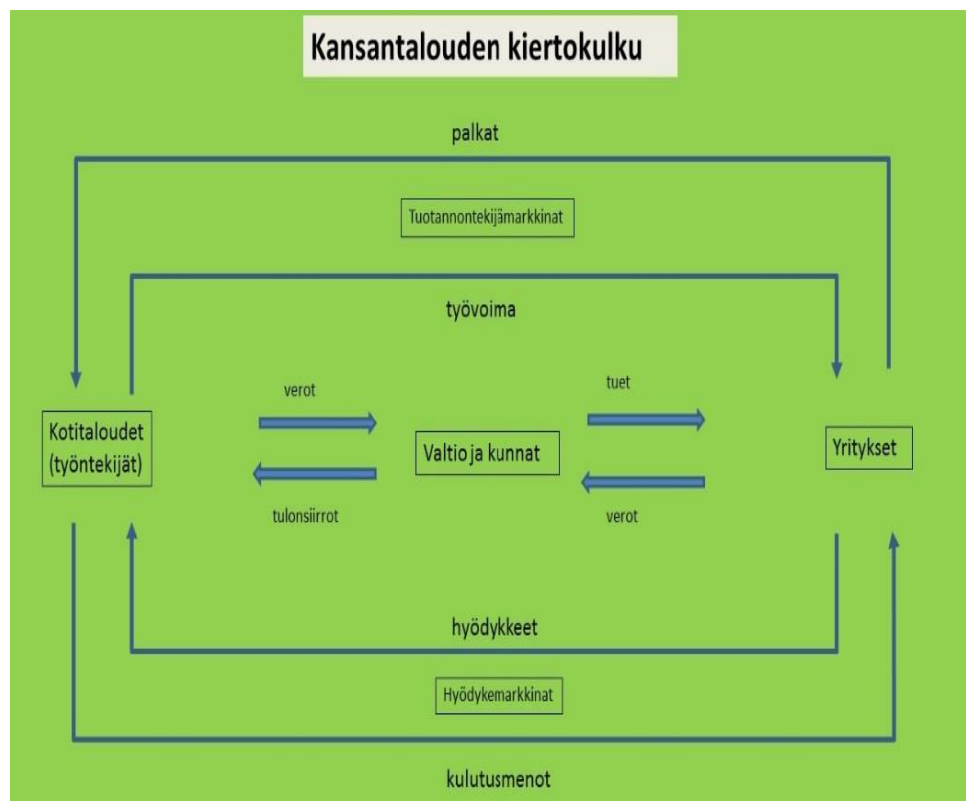 Kansantalouden kiertokulku
palkat
Tuotannontekijämarkkinat
työvoima
verot
tuet
Kotitaloudet
(työntekijät)
Valtio ja kunnat
Yritykset
tulonsiirrot
verot
hyödykkeet
Hyödykemarkkinat
kulutusmenot